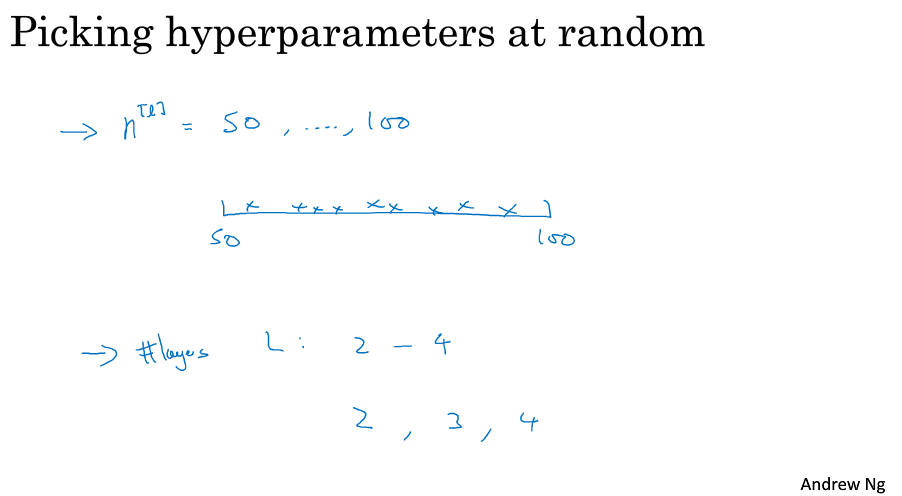 Picking hyperparameters at random
→ n^[l] = 50, ...., 100
50 100
→ #layers L: 2 - 4
2, 3, 4
Andrew Ng